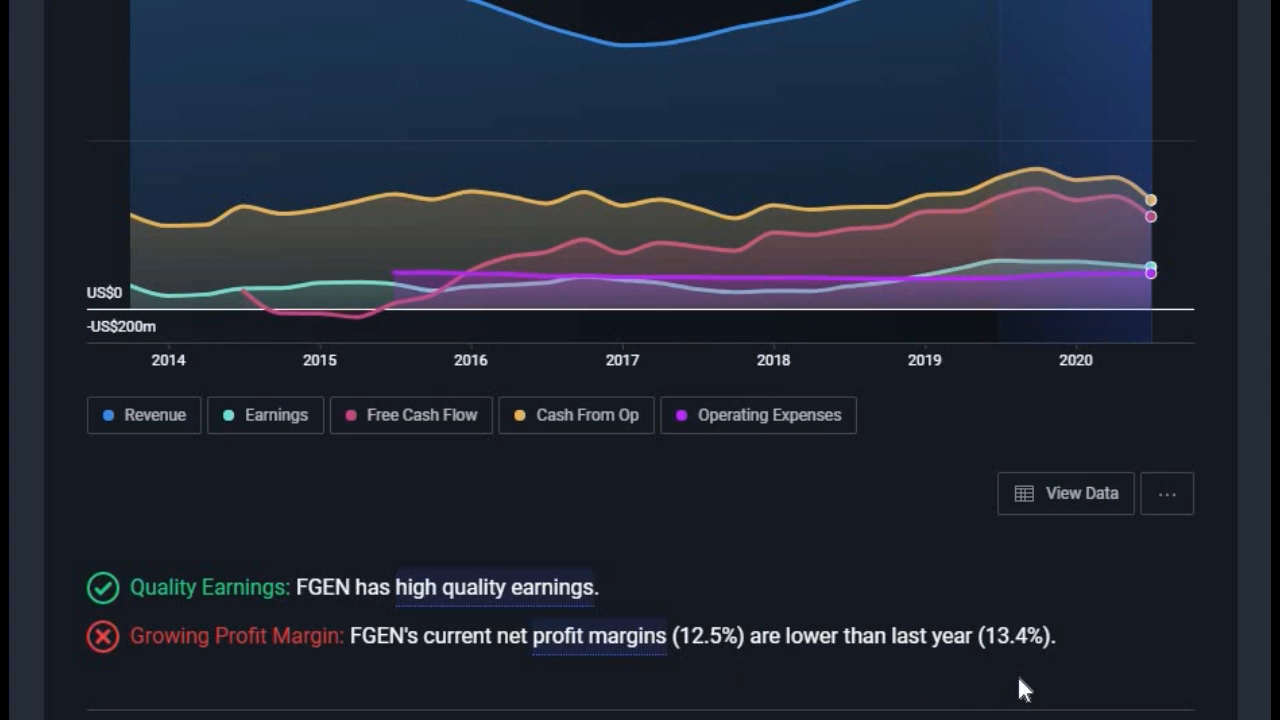 US$0
-US$200m
2014 2015 2016 2017 2018 2019 2020
Revenue Earnings Free Cash Flow Cash From Op Operating Expenses
View Data ...
Quality Earnings: FGEN has high quality earnings.
Growing Profit Margin: FGEN's current net profit margins (12.5%) are lower than last year (13.4%).